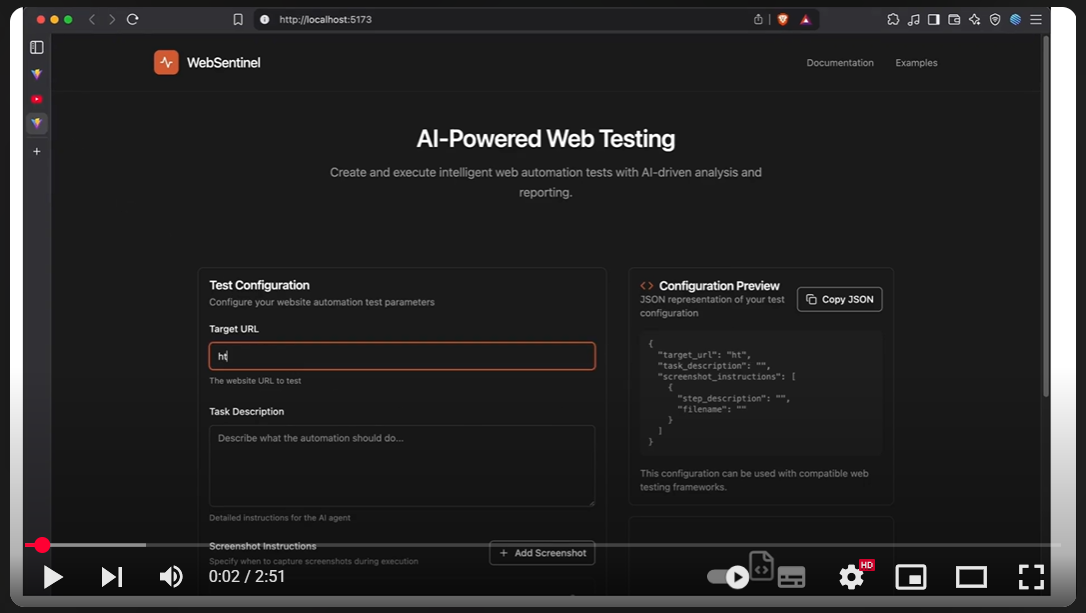 http://localhost:5173
WebSentinel
Documentation
Examples
AI-Powered Web Testing
Create and execute intelligent web automation tests with AI-driven analysis and
reporting.
Test Configuration
Configure your website automation test parameters
Target URL
ht
The website URL to test
Task Description
Describe what the automation should do...
Detailed instructions for the AI agent
Screenshot Instructions
Specify when to capture screenshots during execution
+ Add Screenshot
<> Configuration Preview
JSON representation of your test
configuration
Copy JSON
{
"target_url": "ht",
"task_description": "",
"screenshot_instructions": [
{
"step_description": "",
"filename": ""
}
]
}
This configuration can be used with compatible web
testing frameworks.
0:02 / 2:51
HD